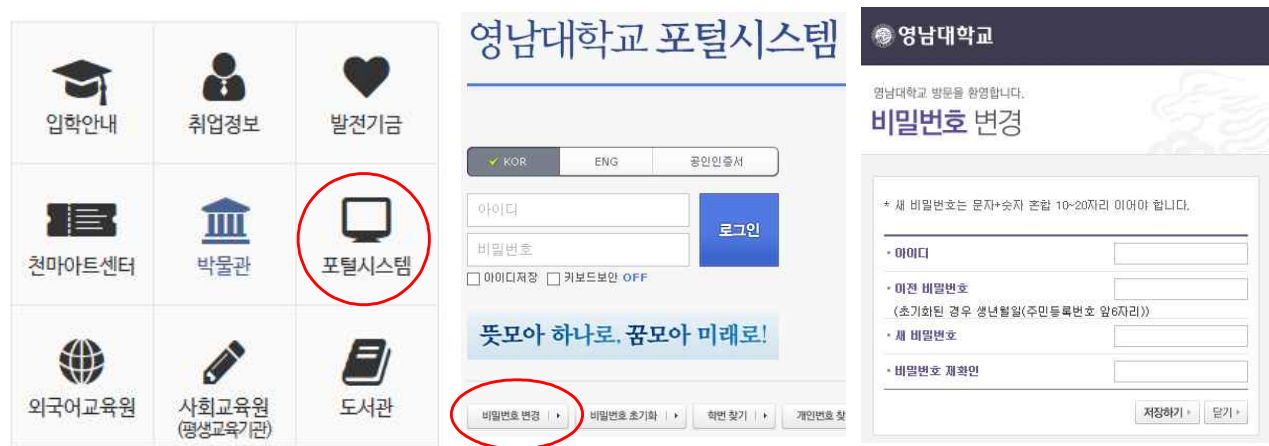 입학안내
취업정보
발전기금
천마아트센터
박물관
포털시스템
외국어교육원
사회교육원
(평생교육기관)
도서관
영남대학교 포털시스템
KOR
ENG
공인인증서
아이디
비밀번호
로그인
아이디저장
키보드보안 OFF
뜻모아 하나로, 꿈모아 미래로!
비밀번호 변경
비밀번호 초기화
학번 찾기
개인번호 찾
영남대학교
영남대학교 방문을 환영합니다.
비밀번호 변경
* 새 비밀번호는 문자+숫자 혼합 10~20자리 이어야 합니다.
· 아이디
· 이전 비밀번호
(초기화된 경우 생년월일(주민등록번호 앞6자리))
· 새 비밀번호
· 비밀번호 재확인
저장하기
닫기